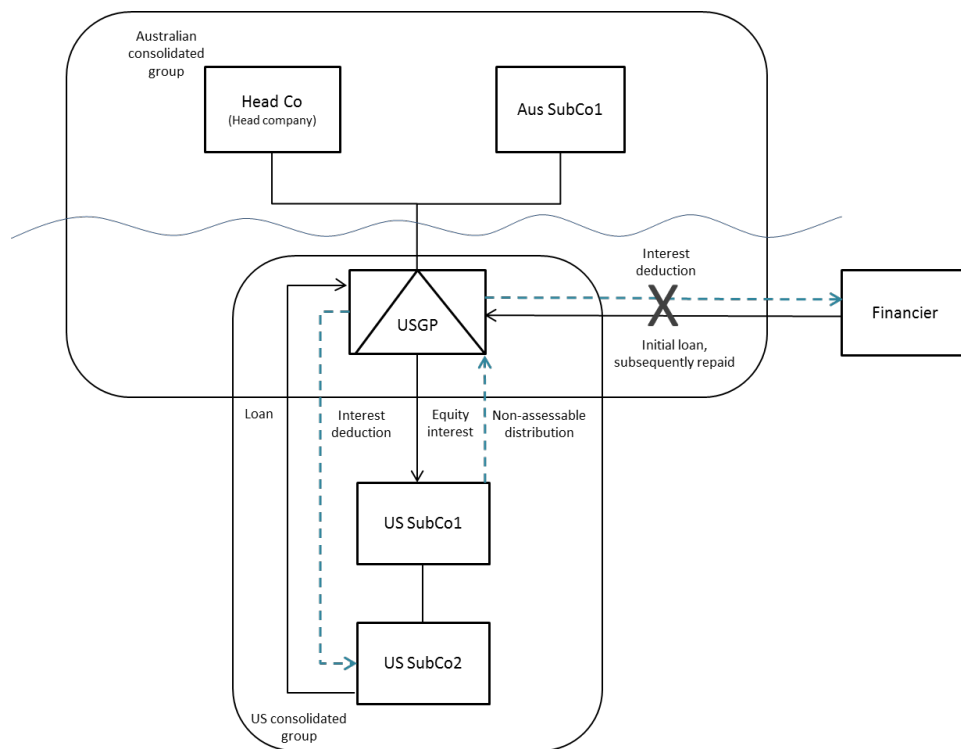 Australian
consolidated
group
Head Co
(Head company)
Aus SubCo1
Interest
deduction
USGP
Financier
Initial loan,
subsequently repaid
Loan
Interest
deduction
Equity
interest
Non-assessable
distribution
US SubCo1
US SubCo2
US consolidated
group